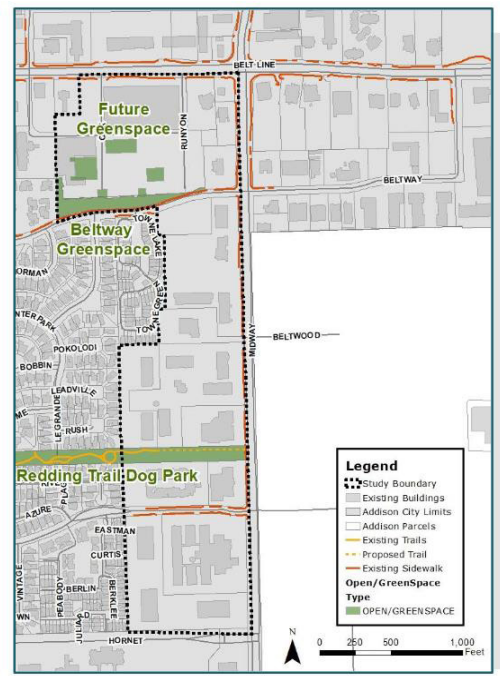 BELT LINE
Future
Greenspace
RUNYON
BELTWAY
Beltway
Greenspace
TOWNE LAKE
TOWNE GREEN
NTER PARK
POKOLODI
BOBBIN
LEADVILLE
LE GRANDE
RUSH
MIDWAY
BELTWOOD
Redding Trail Dog Park
AZURE
EASTMAN
CURTIS
VINTAGE
PEABODY
BERLIN
BERKLEE
WN
HORNET
Legend
Study Boundary
Existing Buildings
Addison City Limits
Addison Parcels
Existing Trails
Proposed Trail
Existing Sidewalk
Open/GreenSpace
Type
OPEN/GREENSPACE
N
0 250 500 1,000
Feet